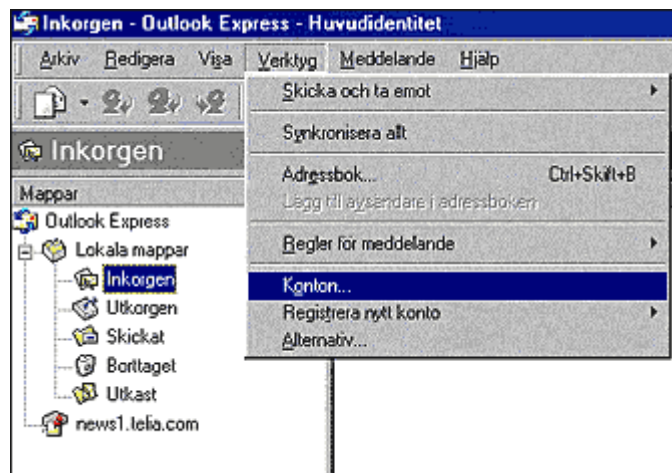 Inkorgen - Outlook Express - Huvudidentitet
Arkiv Redigera Visa Verktyg Meddelande Hjälp
Skicka och ta emot
Synkronisera allt
Inkorgen
Adressbok... Ctrl+Skift+B
Lägg till avsändare i adressboken
Mappar
Outlook Express
Regler för meddelande
Lokala mappar
Inkorgen
Konton...
Utkorgen
Registrera nytt konto
Skickat
Alternativ...
Borttaget
Utkast
news1.telia.com